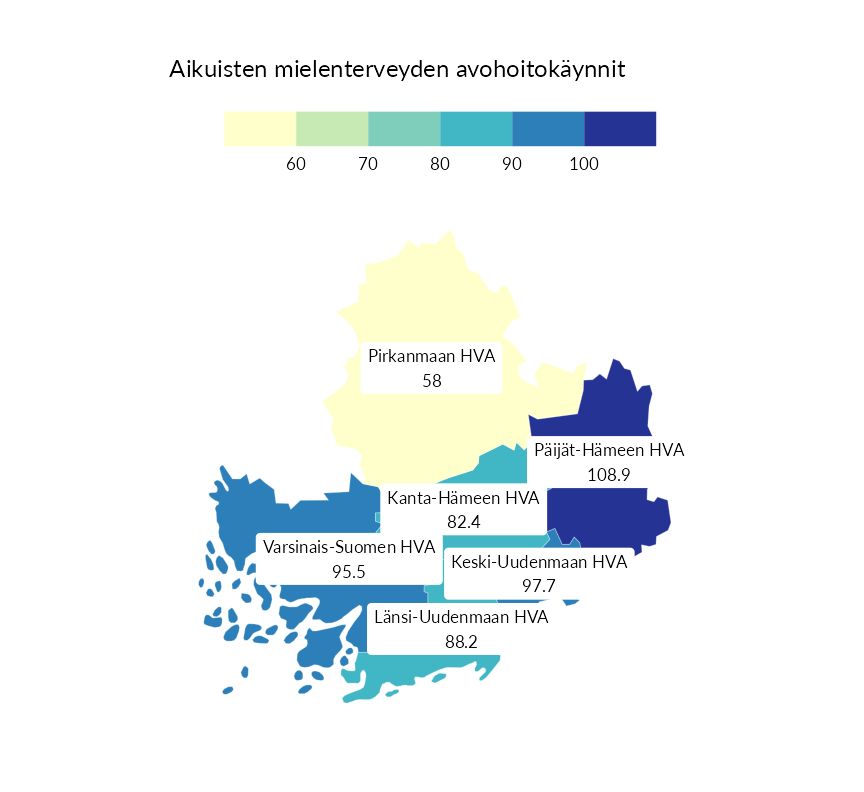 Aikuisten mielenterveyden avohoitokäynnit
60 70 80 90 100
Pirkanmaan HVA
58
Päijät-Hämeen HVA
108.9
Kanta-Hämeen HVA
82.4
Varsinais-Suomen HVA
95.5
Keski-Uudenmaan HVA
97.7
Länsi-Uudenmaan HVA
88.2